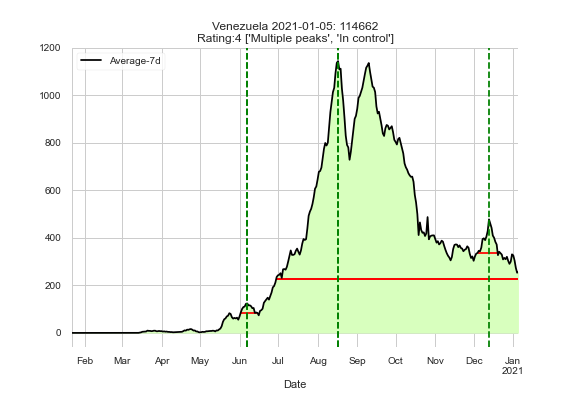 Venezuela 2021-01-05: 114662
Rating:4 ['Multiple peaks', 'In control']
Average-7d
1200
1000
800
600
400
200
0
Feb Mar Apr May Jun Jul Aug Sep Oct Nov Dec Jan
2021
Date